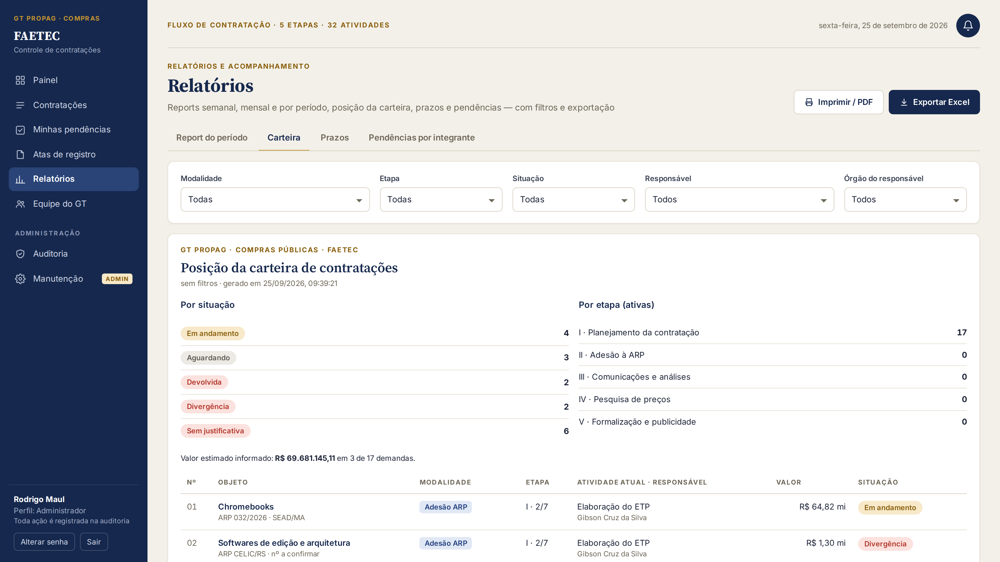 GT PROPAG · COMPRAS
FAETEC
Controle de contratações
Painel
Contratações
Minhas pendências
Atas de registro
Relatórios
Equipe do GT
ADMINISTRAÇÃO
Auditoria
Manutenção ADMIN
Rodrigo Maul
Perfil: Administrador
Toda ação é registrada na auditoria
Alterar senha Sair
FLUXO DE CONTRATAÇÃO · 5 ETAPAS · 32 ATIVIDADES
sexta-feira, 25 de setembro de 2026
RELATÓRIOS E ACOMPANHAMENTO
Relatórios
Reports semanal, mensal e por período, posição da carteira, prazos e pendências — com filtros e exportação
Imprimir / PDF Exportar Excel
Report do período Carteira Prazos Pendências por integrante
Modalidade Etapa Situação Responsável Órgão do responsável
Todas Todas Todas Todos Todos
GT PROPAG · COMPRAS PÚBLICAS · FAETEC
Posição da carteira de contratações
sem filtros · gerado em 25/09/2026, 09:39:21
Por situação
Em andamento 4
Aguardando 3
Devolvida 2
Divergência 2
Sem justificativa 6
Por etapa (ativas)
I · Planejamento da contratação 17
II · Adesão à ARP 0
III · Comunicações e análises 0
IV · Pesquisa de preços 0
V · Formalização e publicidade 0
Valor estimado informado: R$ 69.681.145,11 em 3 de 17 demandas.
Nº OBJETO MODALIDADE ETAPA ATIVIDADE ATUAL · RESPONSÁVEL VALOR SITUAÇÃO
01 Chromebooks Adesão ARP I · 2/7 Elaboração do ETP R$ 64,82 mi Em andamento
ARP 032/2026 · SEAD/MA Gibson Cruz da Silva
02 Softwares de edição e arquitetura Adesão ARP I · 2/7 Elaboração do ETP R$ 1,30 mi Divergência
ARP CELIC/RS · nº a confirmar Gibson Cruz da Silva